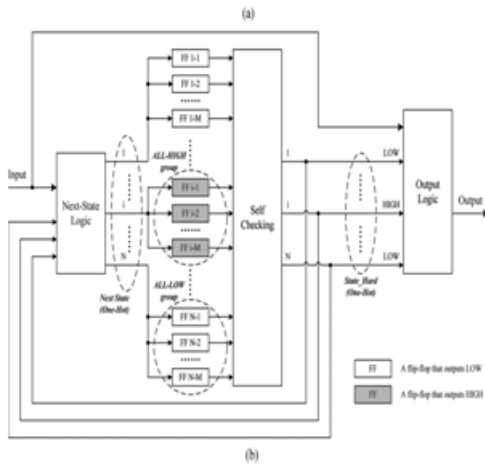 (a)
FF 1-1
FF 1-2
......
FF 1-M
ALL-HIGH
group
FF i-1
FF i-2
......
FF i-M
ALL-LOW
group
FF N-1
FF N-2
......
FF N-M
Input
Next-State
Logic
1
i
N
Next State
(One-Hot)
Self
Checking
1
i
N
LOW
HIGH
LOW
State_Hard
(One-Hot)
Output
Logic
Output
FF A flip-flop that outputs LOW
FF A flip-flop that outputs HIGH
(b)